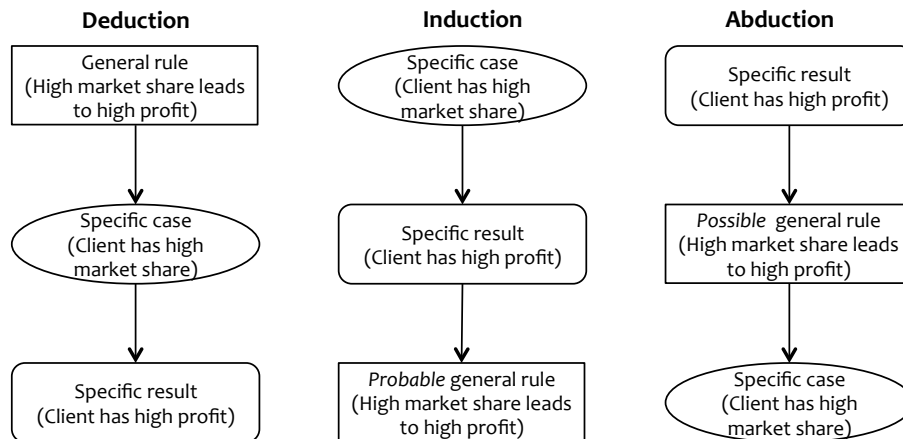 Deduction
General rule
(High market share leads
to high profit)
Specific case
(Client has high
market share)
Specific result
(Client has high profit)
Induction
Specific case
(Client has high
market share)
Specific result
(Client has high profit)
Probable general rule
(High market share leads
to high profit)
Abduction
Specific result
(Client has high profit)
Possible general rule
(High market share leads
to high profit)
Specific case
(Client has high
market share)